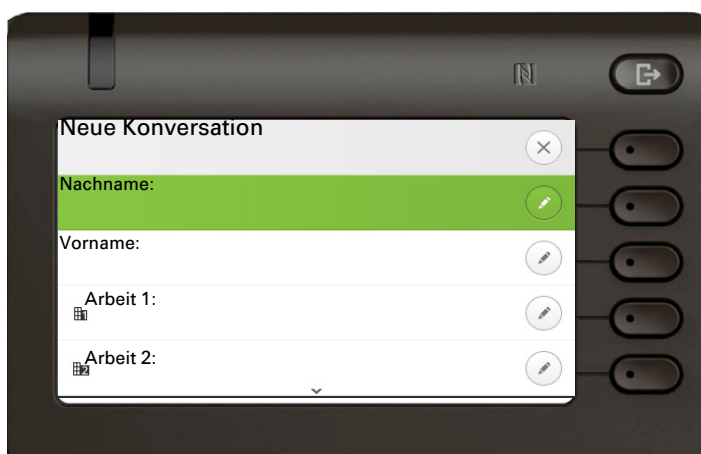 Neue Konversation
Nachname:
Vorname:
Arbeit 1:
Arbeit 2: